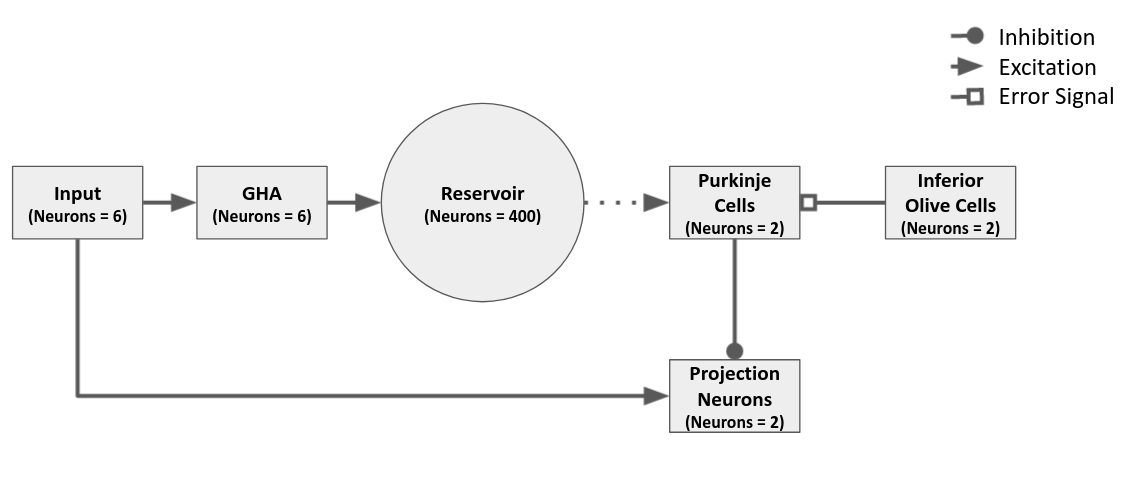 Inhibition
Excitation
Error Signal
Input
(Neurons = 6)
GHA
(Neurons = 6)
Reservoir
(Neurons = 400)
Purkinje
Cells
(Neurons = 2)
Inferior
Olive Cells
(Neurons = 2)
Projection
Neurons
(Neurons = 2)